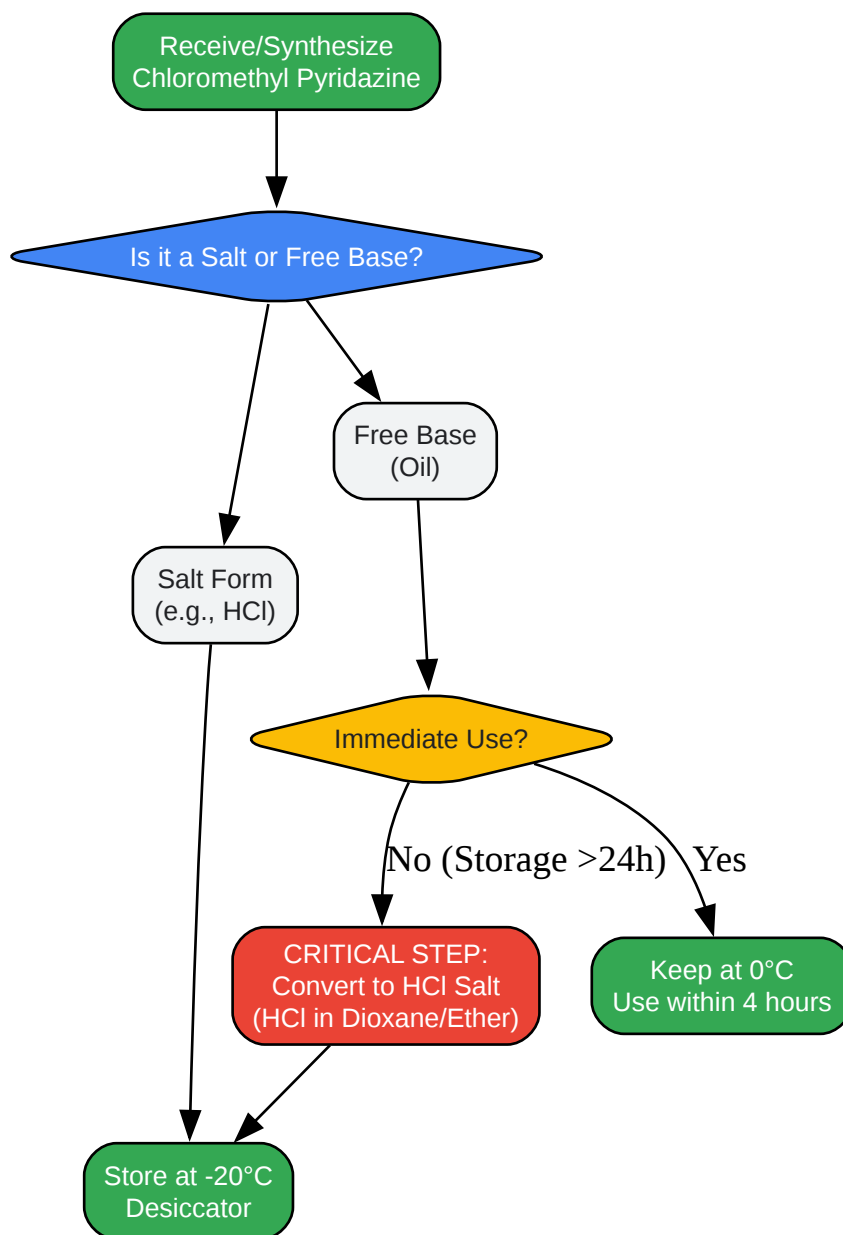 Receive/Synthesize
Chloromethyl Pyridazine
Is it a Salt or Free Base?
Free Base
(Oil)
Salt Form
(e.g., HCl)
Immediate Use?
No (Storage >24h)
Yes
CRITICAL STEP:
Convert to HCl Salt
(HCl in Dioxane/Ether)
Keep at 0°C
Use within 4 hours
Store at -20°C
Desiccator